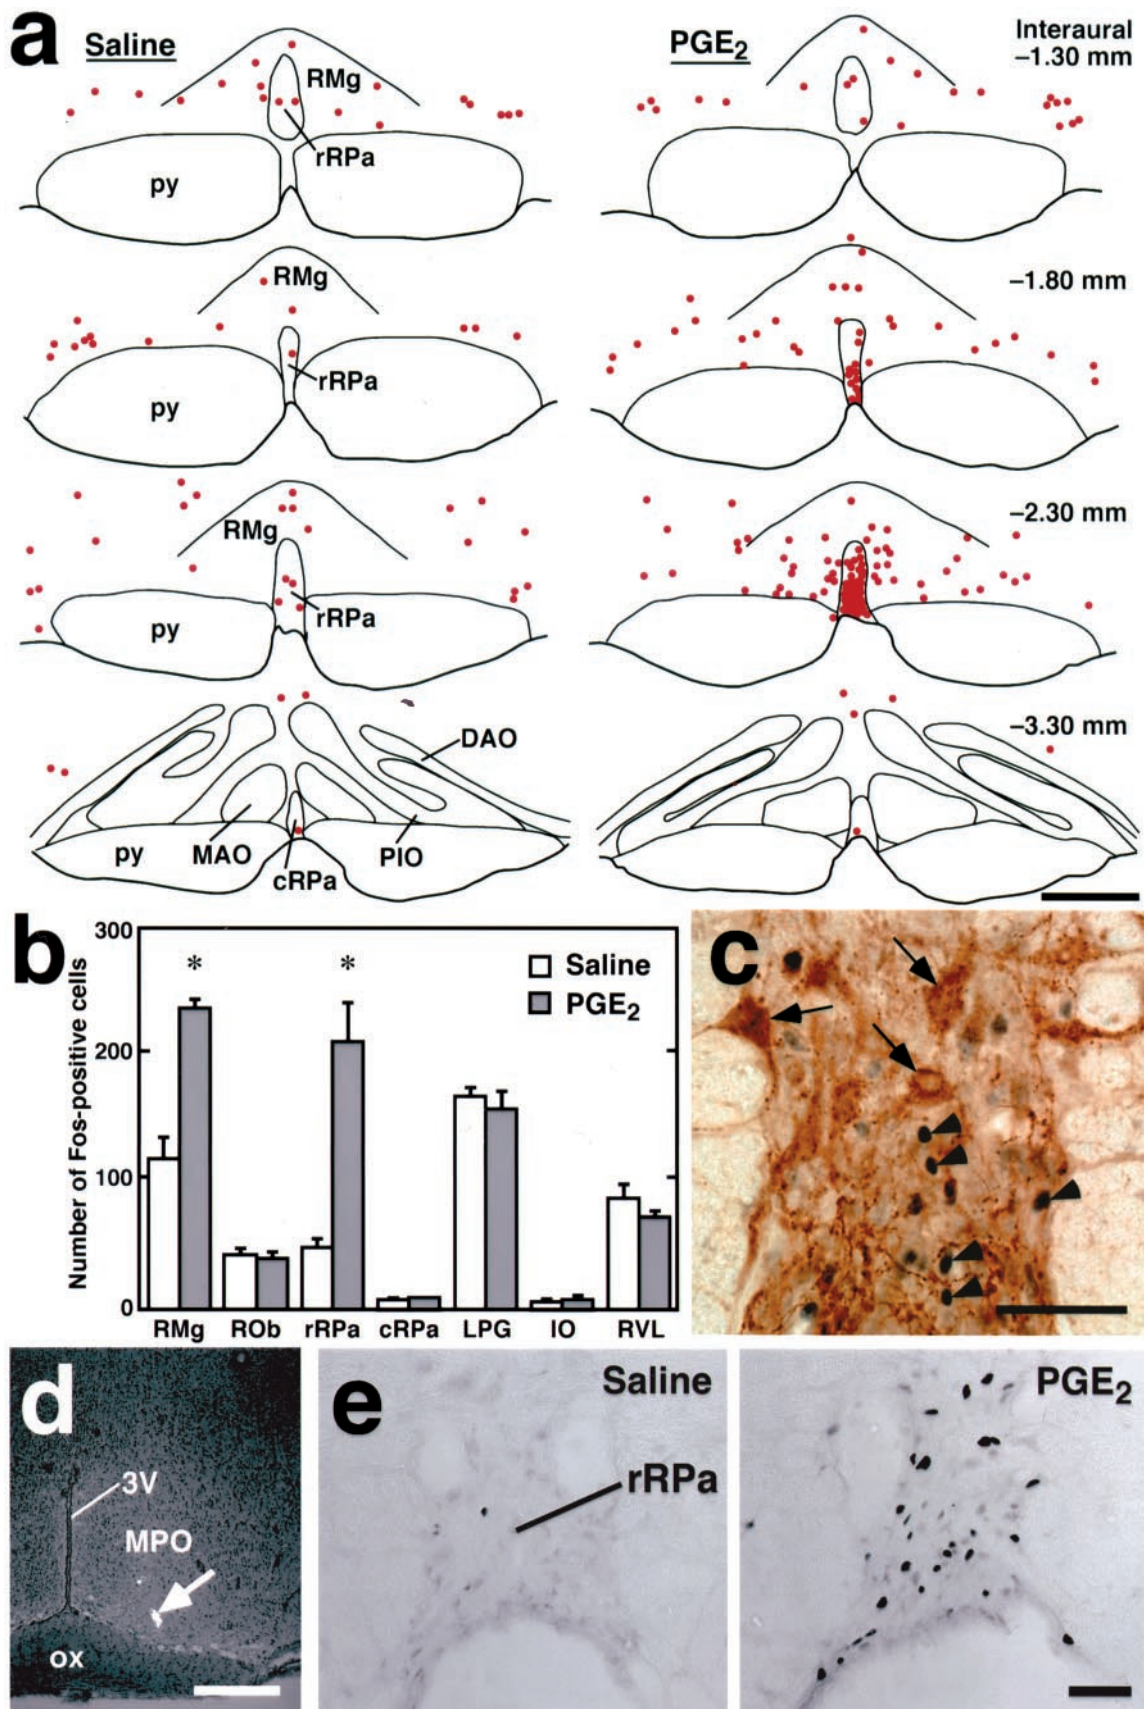 a
Saline
PGE2
Interaural
−1.30 mm
RMg
rRPa
py
−1.80 mm
RMg
rRPa
py
−2.30 mm
RMg
rRPa
py
−3.30 mm
DAO
py
MAO
cRPa
PIO
b
Number of Fos-positive cells
300
200
100
0
* *
Saline
PGE2
RMg ROb rRPa cRPa LPG IO RVL
c
d
3V
MPO
ox
e
Saline
rRPa
PGE2